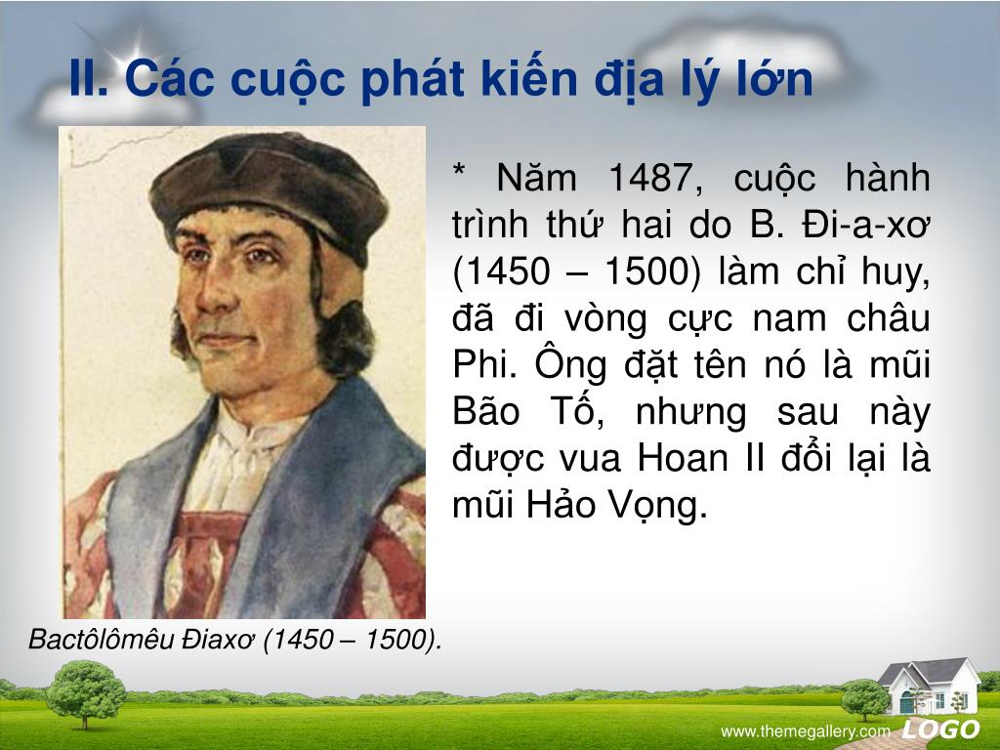 II. Các cuộc phát kiến địa lý lớn
* Năm 1487, cuộc hành
trình thứ hai do B. Đi-a-xơ
(1450 – 1500) làm chỉ huy,
đã đi vòng cực nam châu
Phi. Ông đặt tên nó là mũi
Bão Tố, nhưng sau này
được vua Hoan II đổi lại là
mũi Hảo Vọng.
Bactôlômêu Điaxơ (1450 – 1500).
www.themegallery.com LOGO